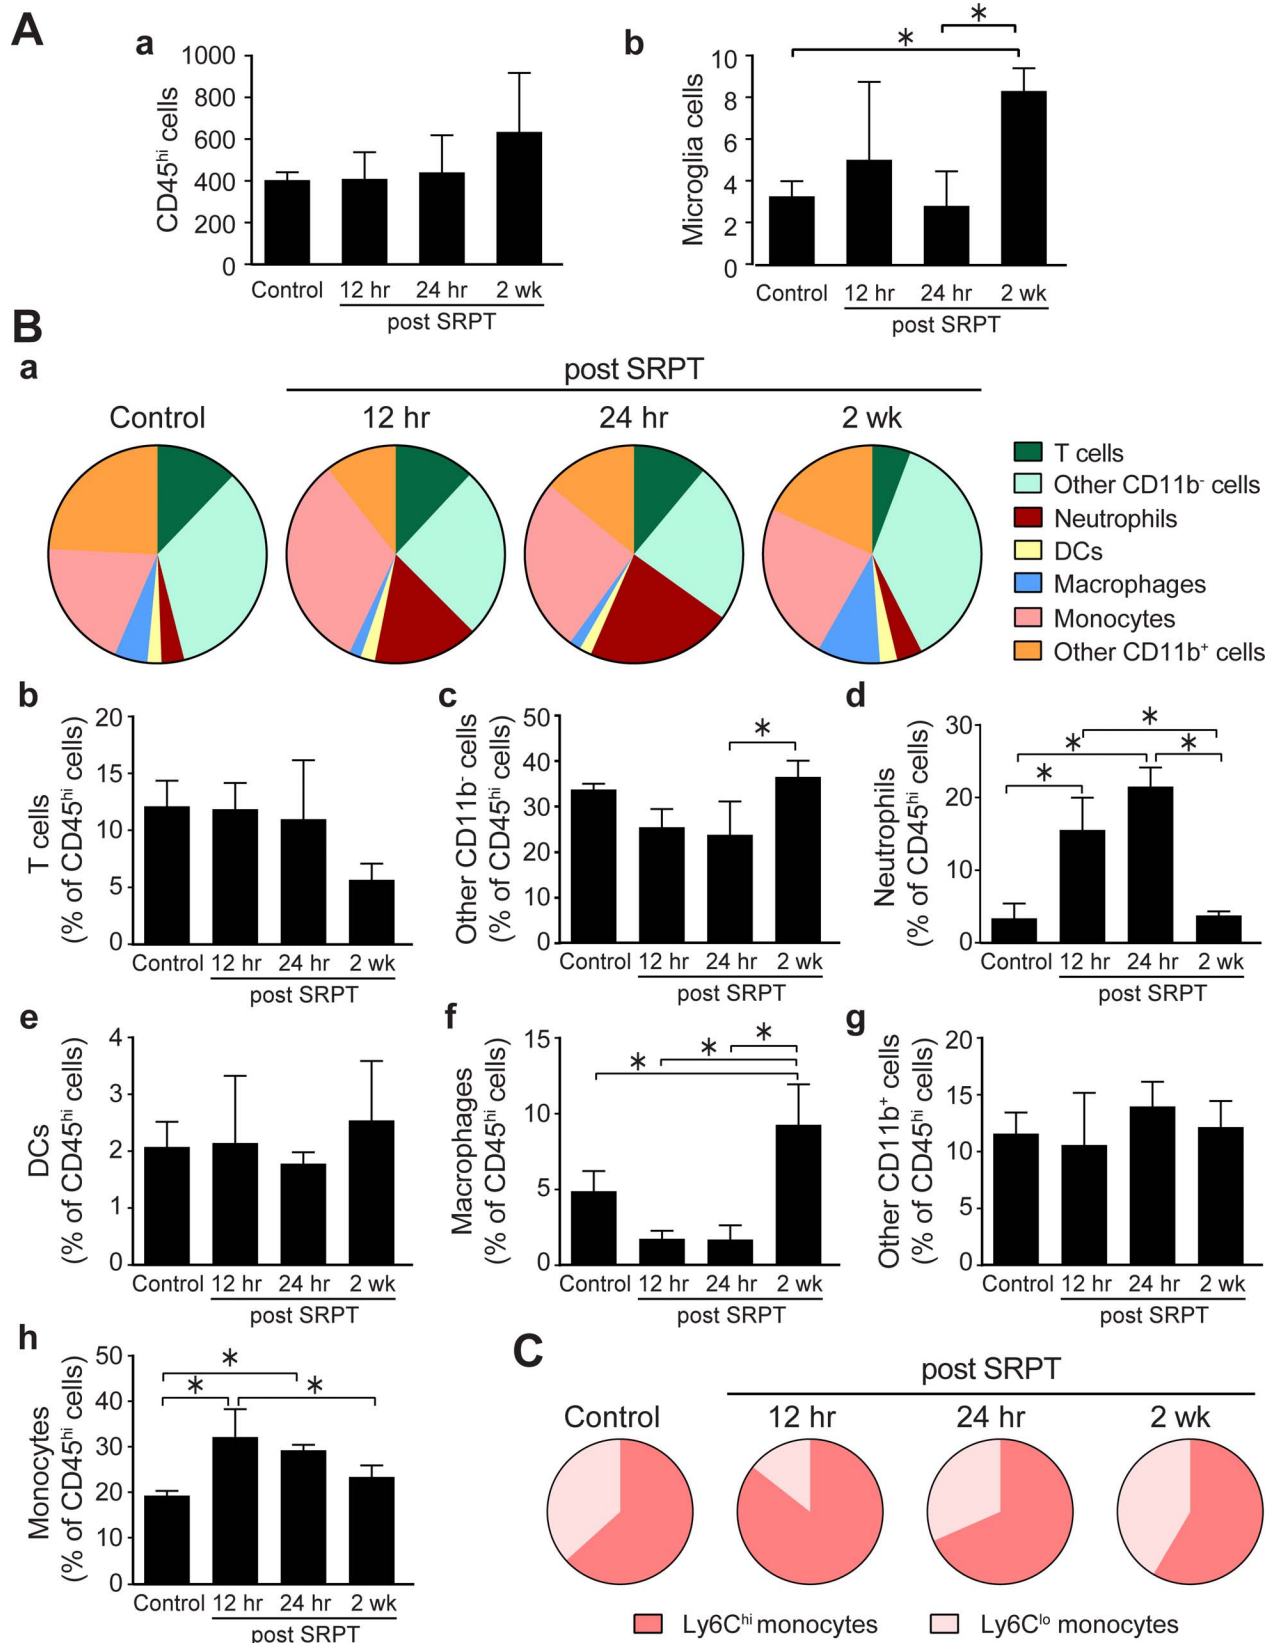 A
a
CD45hi cells
1000
800
600
400
200
0
Control 12 hr 24 hr 2 wk
post SRPT
b
Microglia cells
10
8
6
4
2
0
* *
Control 12 hr 24 hr 2 wk
post SRPT
B
a
post SRPT
Control 12 hr 24 hr 2 wk
T cells
Other CD11b- cells
Neutrophils
DCs
Macrophages
Monocytes
Other CD11b+ cells
b
T cells
(% of CD45hi cells)
20
15
10
5
0
Control 12 hr 24 hr 2 wk
post SRPT
c
Other CD11b- cells
(% of CD45hi cells)
50
40
30
20
10
0
*
Control 12 hr 24 hr 2 wk
post SRPT
d
Neutrophils
(% of CD45hi cells)
30
20
10
0
*
* *
*
Control 12 hr 24 hr 2 wk
post SRPT
e
DCs
(% of CD45hi cells)
4
3
2
1
0
Control 12 hr 24 hr 2 wk
post SRPT
f
Macrophages
(% of CD45hi cells)
15
10
5
0
* * *
Control 12 hr 24 hr 2 wk
post SRPT
g
Other CD11b+ cells
(% of CD45hi cells)
20
15
10
5
0
Control 12 hr 24 hr 2 wk
post SRPT
h
Monocytes
(% of CD45hi cells)
50
40
30
20
10
0
*
* *
Control 12 hr 24 hr 2 wk
post SRPT
C
post SRPT
Control 12 hr 24 hr 2 wk
Ly6Chi monocytes
Ly6Clo monocytes